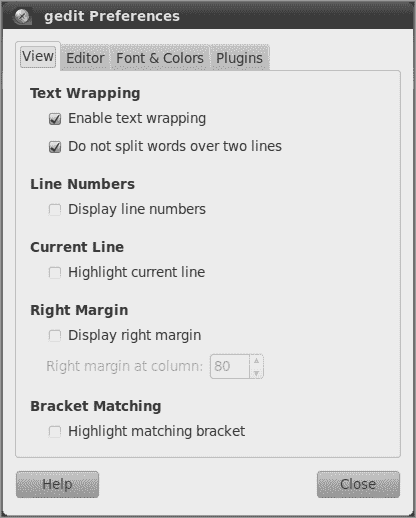 gedit Preferences
View Editor Font & Colors Plugins
Text Wrapping
Enable text wrapping
Do not split words over two lines
Line Numbers
Display line numbers
Current Line
Highlight current line
Right Margin
Display right margin
Right margin at column: 80
Bracket Matching
Highlight matching bracket
Help Close